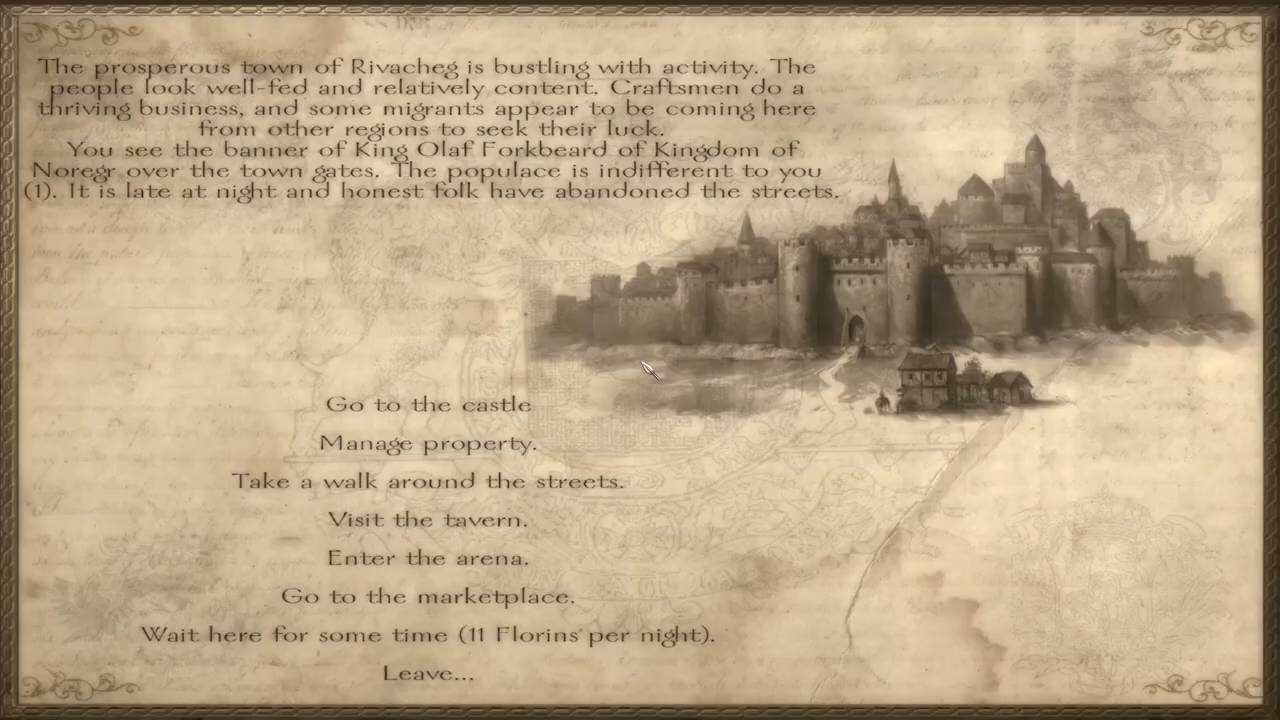 The prosperous town of Rivacheg is bustling with activity. The
people look well-fed and relatively content. Craftsmen do a
thriving business, and some migrants appear to be coming here
from other regions to seek their luck.
You see the banner of King Olaf Forkbeard of Kingdom of
Noregr over the town gates. The populace is indifferent to you
(1). It is late at night and honest folk have abandoned the streets.
Go to the castle
Manage property.
Take a walk around the streets.
Visit the tavern.
Enter the arena.
Go to the marketplace.
Wait here for some time (11 Florins per night).
Leave...